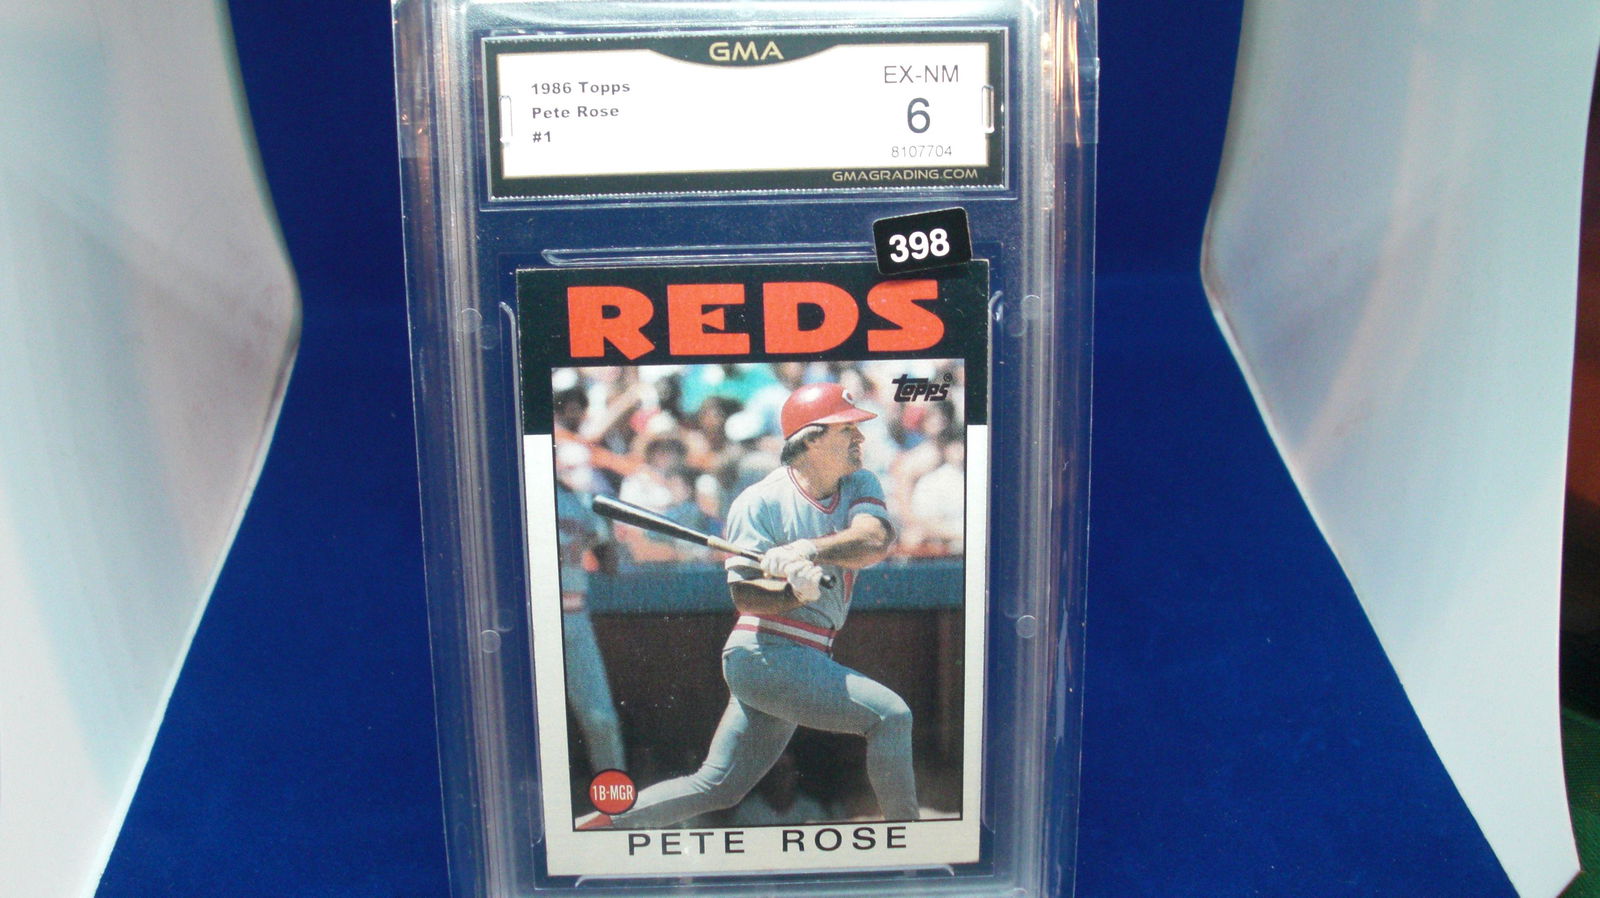 GMA
1986 Topps
Pete Rose
#1
EX-NM
6
8107704
GMAGRADING.COM
398
REDS
Topps®
C
1B-MGR
PETE ROSE